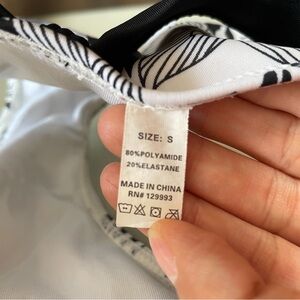 SIZE: S
80%POLYAMIDE
20%ELASTANE
MADE IN CHINA
RN# 129993